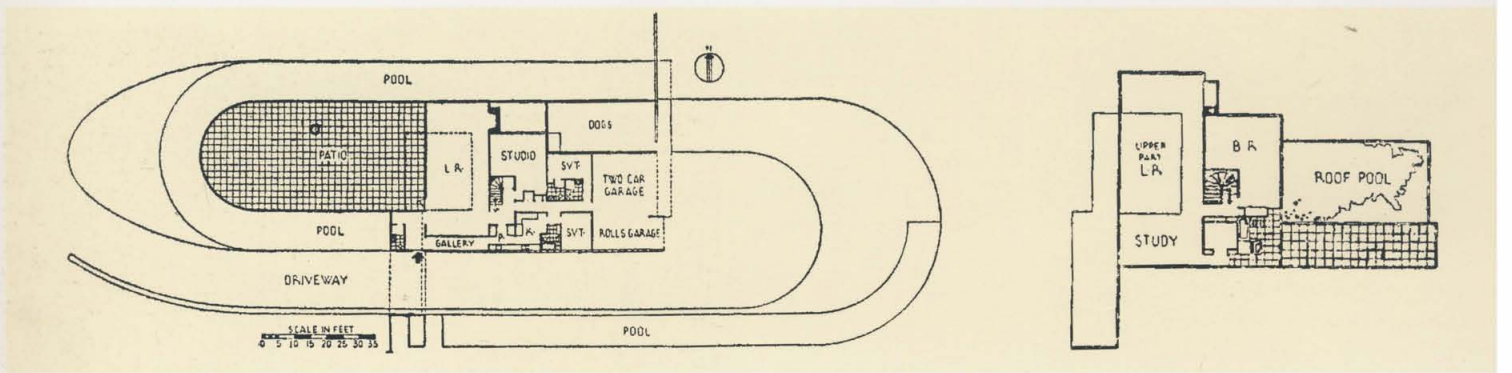 N
POOL
DOGS
PATIO
L.R.
STUDIO
SVT.
TWO CAR
GARAGE
POOL
GALLERY
P.
K.
SVT.
ROLLS GARAGE
DRIVEWAY
SCALE IN FEET
0 5 10 15 20 25 30 35
POOL
UPPER
PART
L.R.
B.R.
ROOF POOL
STUDY